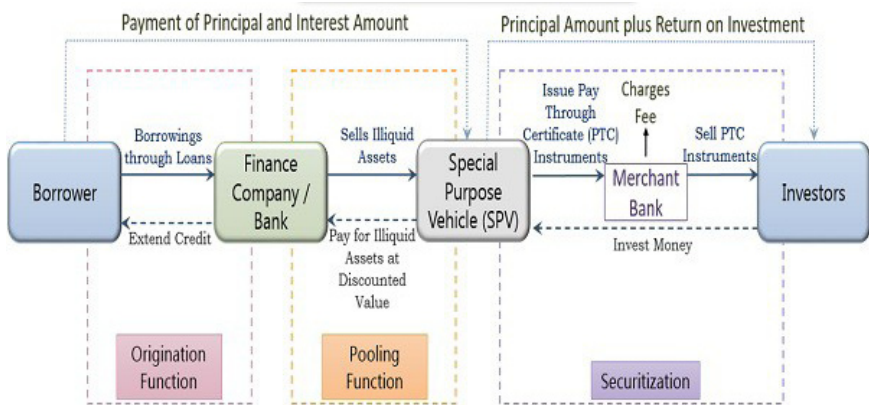 Payment of Principal and Interest Amount
Principal Amount plus Return on Investment
Borrower
Borrowings
through Loans
Extend Credit
Finance
Company /
Bank
Sells Illiquid
Assets
Pay for Illiquid
Assets at
Discounted
Value
Special
Purpose
Vehicle (SPV)
Issue Pay
Through
Certificate (PTC)
Instruments
Charges
Fee
Merchant
Bank
Sell PTC
Instruments
Invest Money
Investors
Origination
Function
Pooling
Function
Securitization